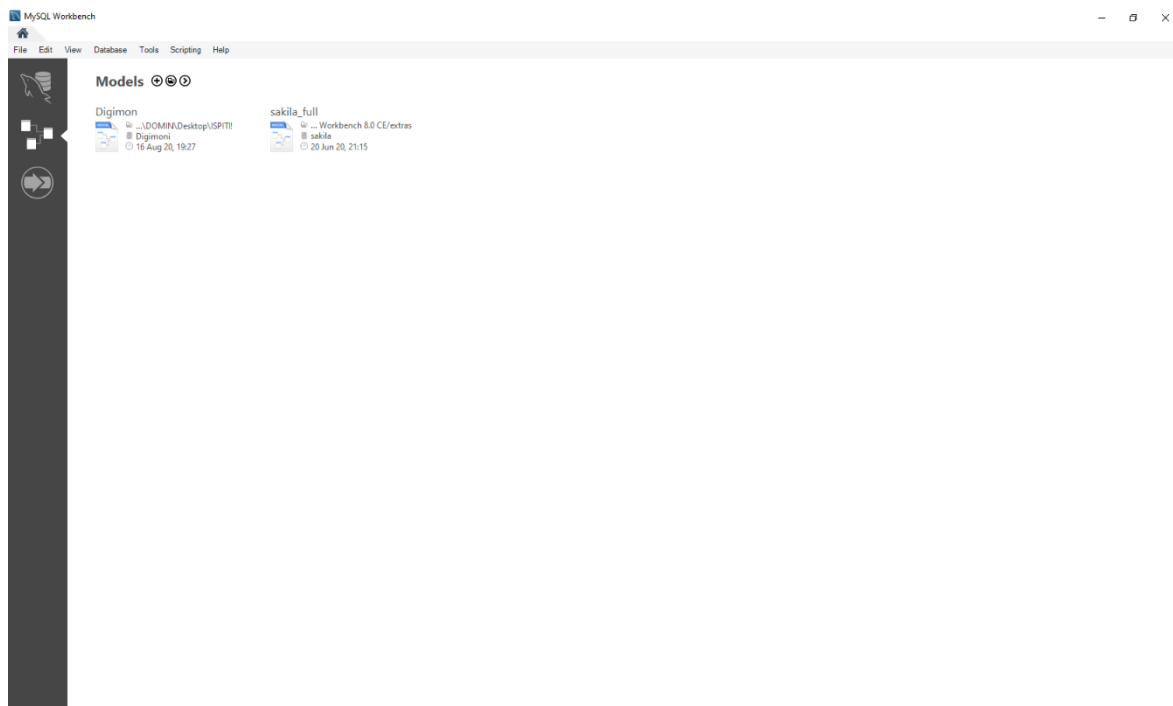 MySQL Workbench
File Edit View Database Tools Scripting Help
Models
Digimon
...\DOMIN\Desktop\ISPITI!
Digimoni
16 Aug 20, 19:27
sakila_full
... Workbench 8.0 CE/extras
sakila
20 Jun 20, 21:15